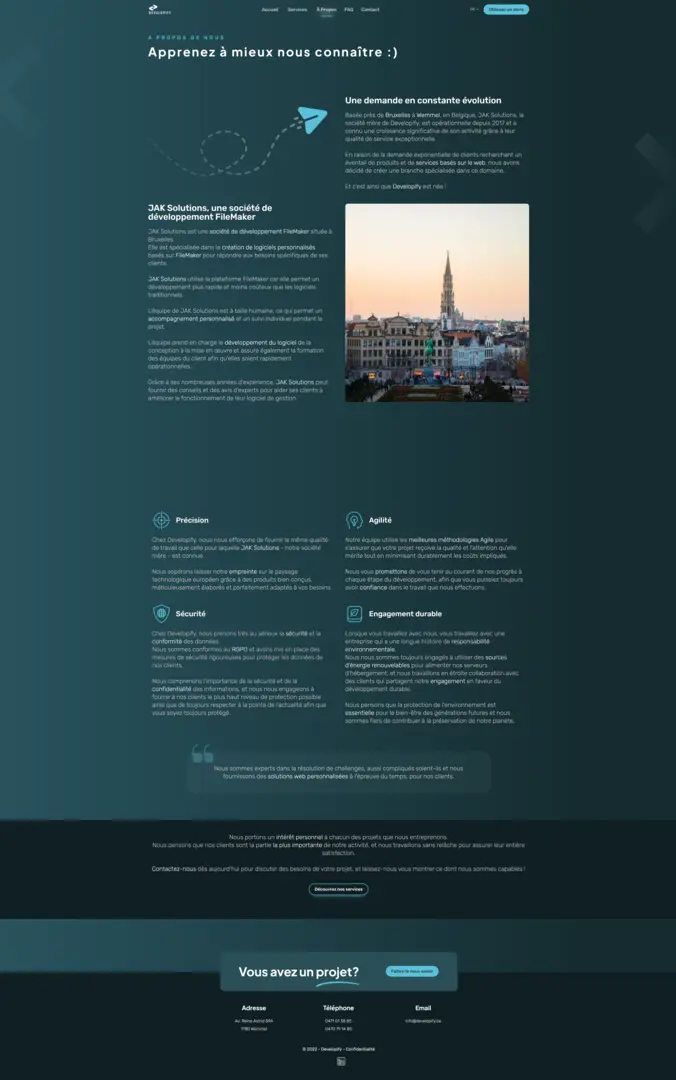 DEVELOPIFY
Accueil
Services
À Propos
FAQ
Contact
FR
Obtenez un devis
A PROPOS DE NOUS
Apprenez à mieux nous connaître :)
Une demande en constante évolution
Basée près de Bruxelles à Wemmel, en Belgique, JAK Solutions, la
société mère de Developify, est opérationnelle depuis 2017 et a
connu une croissance significative de son activité grâce à leur
qualité de service exceptionnelle.
En raison de la demande exponentielle de clients recherchant un
éventail de produits et de services basés sur le web, nous avons
décidé de créer une branche spécialisée dans ce domaine.
Et c'est ainsi que Developify est née !
JAK Solutions, une société de
développement FileMaker
JAK Solutions est une société de développement FileMaker située à
Bruxelles.
Elle est spécialisée dans la création de logiciels personnalisés
basés sur FileMaker pour répondre aux besoins spécifiques de ses
clients.
JAK Solutions utilise la plateforme FileMaker car elle permet un
développement plus rapide et moins coûteux que les logiciels
traditionnels.
L'équipe de JAK Solutions est à taille humaine, ce qui permet un
accompagnement personnalisé et un suivi individuel pendant le
projet.
L'équipe prend en charge le développement du logiciel de la
conception à la mise en œuvre et assure également la formation
des équipes du client afin qu'elles soient rapidement
opérationnelles.
Grâce à ses nombreuses années d'expérience, JAK Solutions peut
fournir des conseils et des avis d'experts pour aider ses clients à
améliorer le fonctionnement de leur logiciel de gestion.
Précision
Chez Developify, nous nous efforçons de fournir la même qualité
de travail que celle pour laquelle JAK Solutions - notre société
mère - est connue.
Nous espérons laisser notre empreinte sur le paysage
technologique européen grâce à des produits bien conçus,
méticuleusement élaborés et parfaitement adaptés à vos besoins.
Agilité
Notre équipe utilise les meilleures méthodologies Agile pour
s'assurer que votre projet reçoive la qualité et l'attention qu'elle
mérite tout en minimisant durablement les coûts impliqués.
Nous vous promettons de vous tenir au courant de nos progrès à
chaque étape du développement, afin que vous puissiez toujours
avoir confiance dans le travail que nous effectuons.
Sécurité
Chez Developify, nous prenons très au sérieux la sécurité et la
conformité des données.
Nous sommes conformes au RGPD et avons mis en place des
mesures de sécurité rigoureuses pour protéger les données de
nos clients.
Nous comprenons l'importance de la sécurité et de la
confidentialité des informations, et nous nous engageons à
fournir à nos clients le plus haut niveau de protection possible
ainsi que de toujours respecter à la pointe de l'actualité afin que
vous soyez toujours protégé.
Engagement durable
Lorsque vous travaillez avec nous, vous travaillez avec une
entreprise qui a une longue histoire de responsabilité
environnementale.
Nous nous sommes toujours engagés à utiliser des sources
d'énergie renouvelables pour alimenter nos serveurs
d'hébergement, et nous travaillons en étroite collaboration avec
des clients qui partagent notre engagement en faveur du
développement durable.
Nous pensons que la protection de l'environnement est
essentielle pour le bien-être des générations futures et nous
sommes fiers de contribuer à la préservation de notre planète.
Nous sommes experts dans la résolution de challenges, aussi compliqués soient-ils et nous
fournissons des solutions web personnalisées à l'épreuve du temps, pour nos clients.
Nous portons un intérêt personnel à chacun des projets que nous entreprenons.
Nous pensons que nos clients sont la partie la plus importante de notre activité, et nous travaillons sans relâche pour assurer leur entière
satisfaction.
Contactez-nous dès aujourd'hui pour discuter des besoins de votre projet, et laissez-nous vous montrer ce dont nous sommes capables !
Découvrez nos services
Vous avez un projet?
Faites le nous savoir
Adresse
Téléphone
Email
Av. Reine Astrid
0471 01 38 85
info@developify.be
1780 Wemmel
© 2022 - Developify - Confidentialité
in